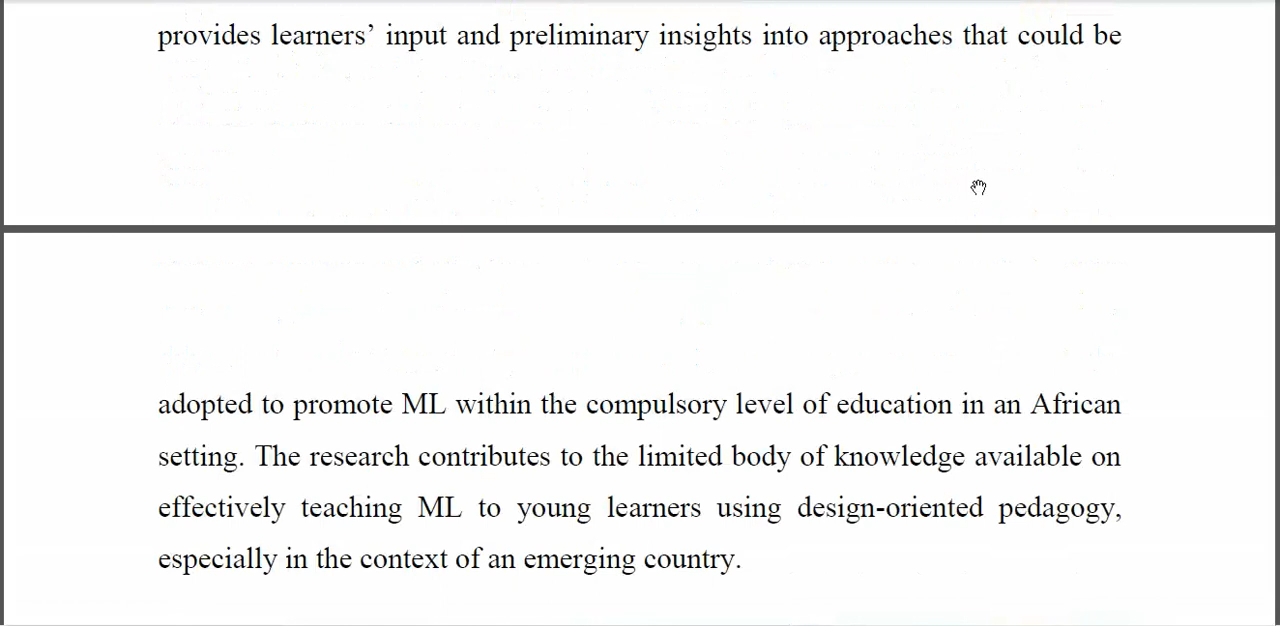 provides learners’ input and preliminary insights into approaches that could be
adopted to promote ML within the compulsory level of education in an African
setting. The research contributes to the limited body of knowledge available on
effectively teaching ML to young learners using design-oriented pedagogy,
especially in the context of an emerging country.